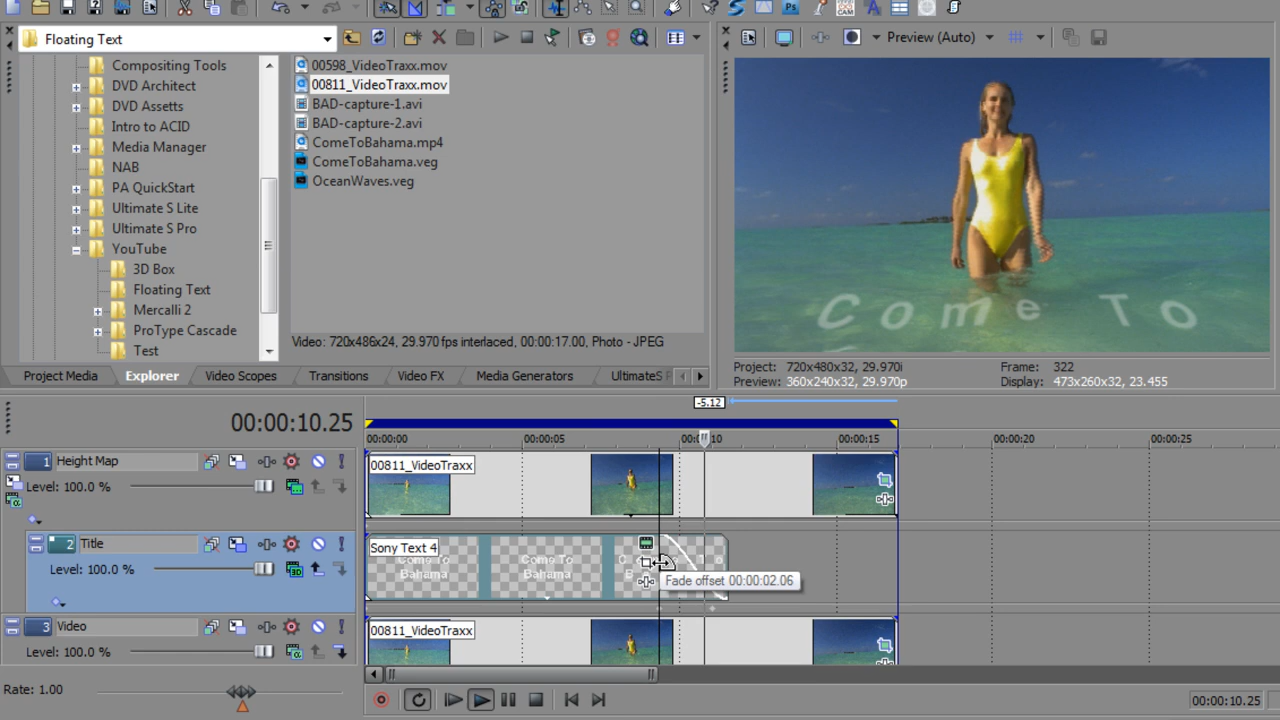 Floating Text
Preview (Auto)
Compositing Tools
DVD Architect
DVD Assetts
Intro to ACID
Media Manager
NAB
PA QuickStart
Ultimate S Lite
Ultimate S Pro
YouTube
3D Box
Floating Text
Mercalli 2
ProType Cascade
Test
00598_VideoTraxx.mov
00811_VideoTraxx.mov
BAD-capture-1.avi
BAD-capture-2.avi
ComeToBahama.mp4
ComeToBahama.veg
OceanWaves.veg
Video: 720x486x24, 29.970 fps interlaced, 00:00:17.00, Photo - JPEG
Come To
Project: 720x480x32, 29.970i Frame: 322
Preview: 360x240x32, 29.970p Display: 473x260x32, 23.455
Project Media Explorer Video Scopes Transitions Video FX Media Generators UltimateS P
-5.12
00:00:10.25
00:00:00 00:00:05 00:00:10 00:00:15 00:00:20 00:00:25
1 Height Map
Level: 100.0 %
00811_VideoTraxx
2 Title
Level: 100.0 %
Sony Text 4
Come To
Bahama
Come To
Bahama
Fade offset 00:00:02.06
3 Video
Level: 100.0 %
00811_VideoTraxx
Rate: 1.00
00:00:10.25